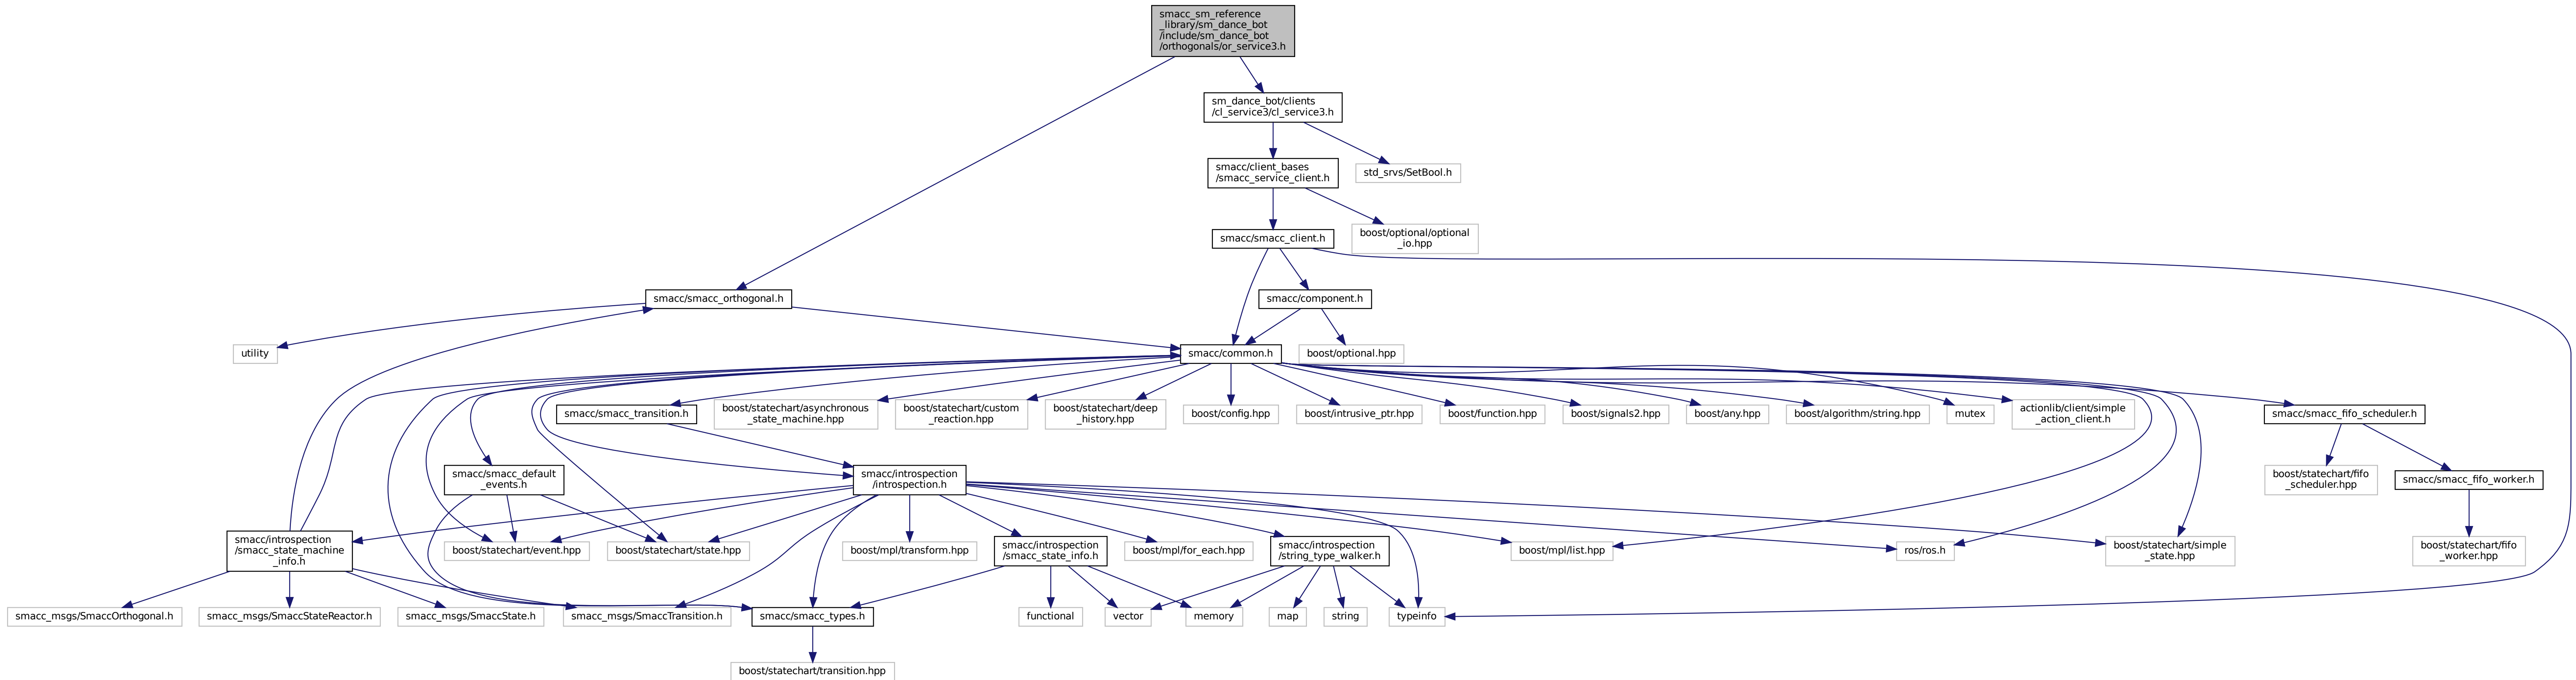 smacc_sm_reference
_library/sm_dance_bot
/include/sm_dance_bot
/orthogonals/or_service3.h
sm_dance_bot/clients
/cl_service3/cl_service3.h
smacc/client_bases
/smacc_service_client.h
std_srvs/SetBool.h
smacc/smacc_client.h
boost/optional/optional
_io.hpp
smacc/smacc_orthogonal.h
smacc/component.h
utility
smacc/common.h
boost/optional.hpp
smacc/smacc_transition.h
boost/statechart/asynchronous
_state_machine.hpp
boost/statechart/custom
_reaction.hpp
boost/statechart/deep
_history.hpp
boost/config.hpp
boost/intrusive_ptr.hpp
boost/function.hpp
boost/signals2.hpp
boost/any.hpp
boost/algorithm/string.hpp
mutex
actionlib/client/simple
_action_client.h
smacc/smacc_fifo_scheduler.h
smacc/smacc_default
_events.h
smacc/introspection
/introspection.h
boost/statechart/fifo
_scheduler.hpp
smacc/smacc_fifo_worker.h
smacc/introspection
/smacc_state_machine
_info.h
boost/statechart/event.hpp
boost/statechart/state.hpp
boost/mpl/transform.hpp
smacc/introspection
/smacc_state_info.h
boost/mpl/for_each.hpp
smacc/introspection
/string_type_walker.h
boost/mpl/list.hpp
ros/ros.h
boost/statechart/simple
_state.hpp
boost/statechart/fifo
_worker.hpp
smacc_msgs/SmaccOrthogonal.h
smacc_msgs/SmaccStateReactor.h
smacc_msgs/SmaccState.h
smacc_msgs/SmaccTransition.h
smacc/smacc_types.h
functional
vector
memory
map
string
typeinfo
boost/statechart/transition.hpp